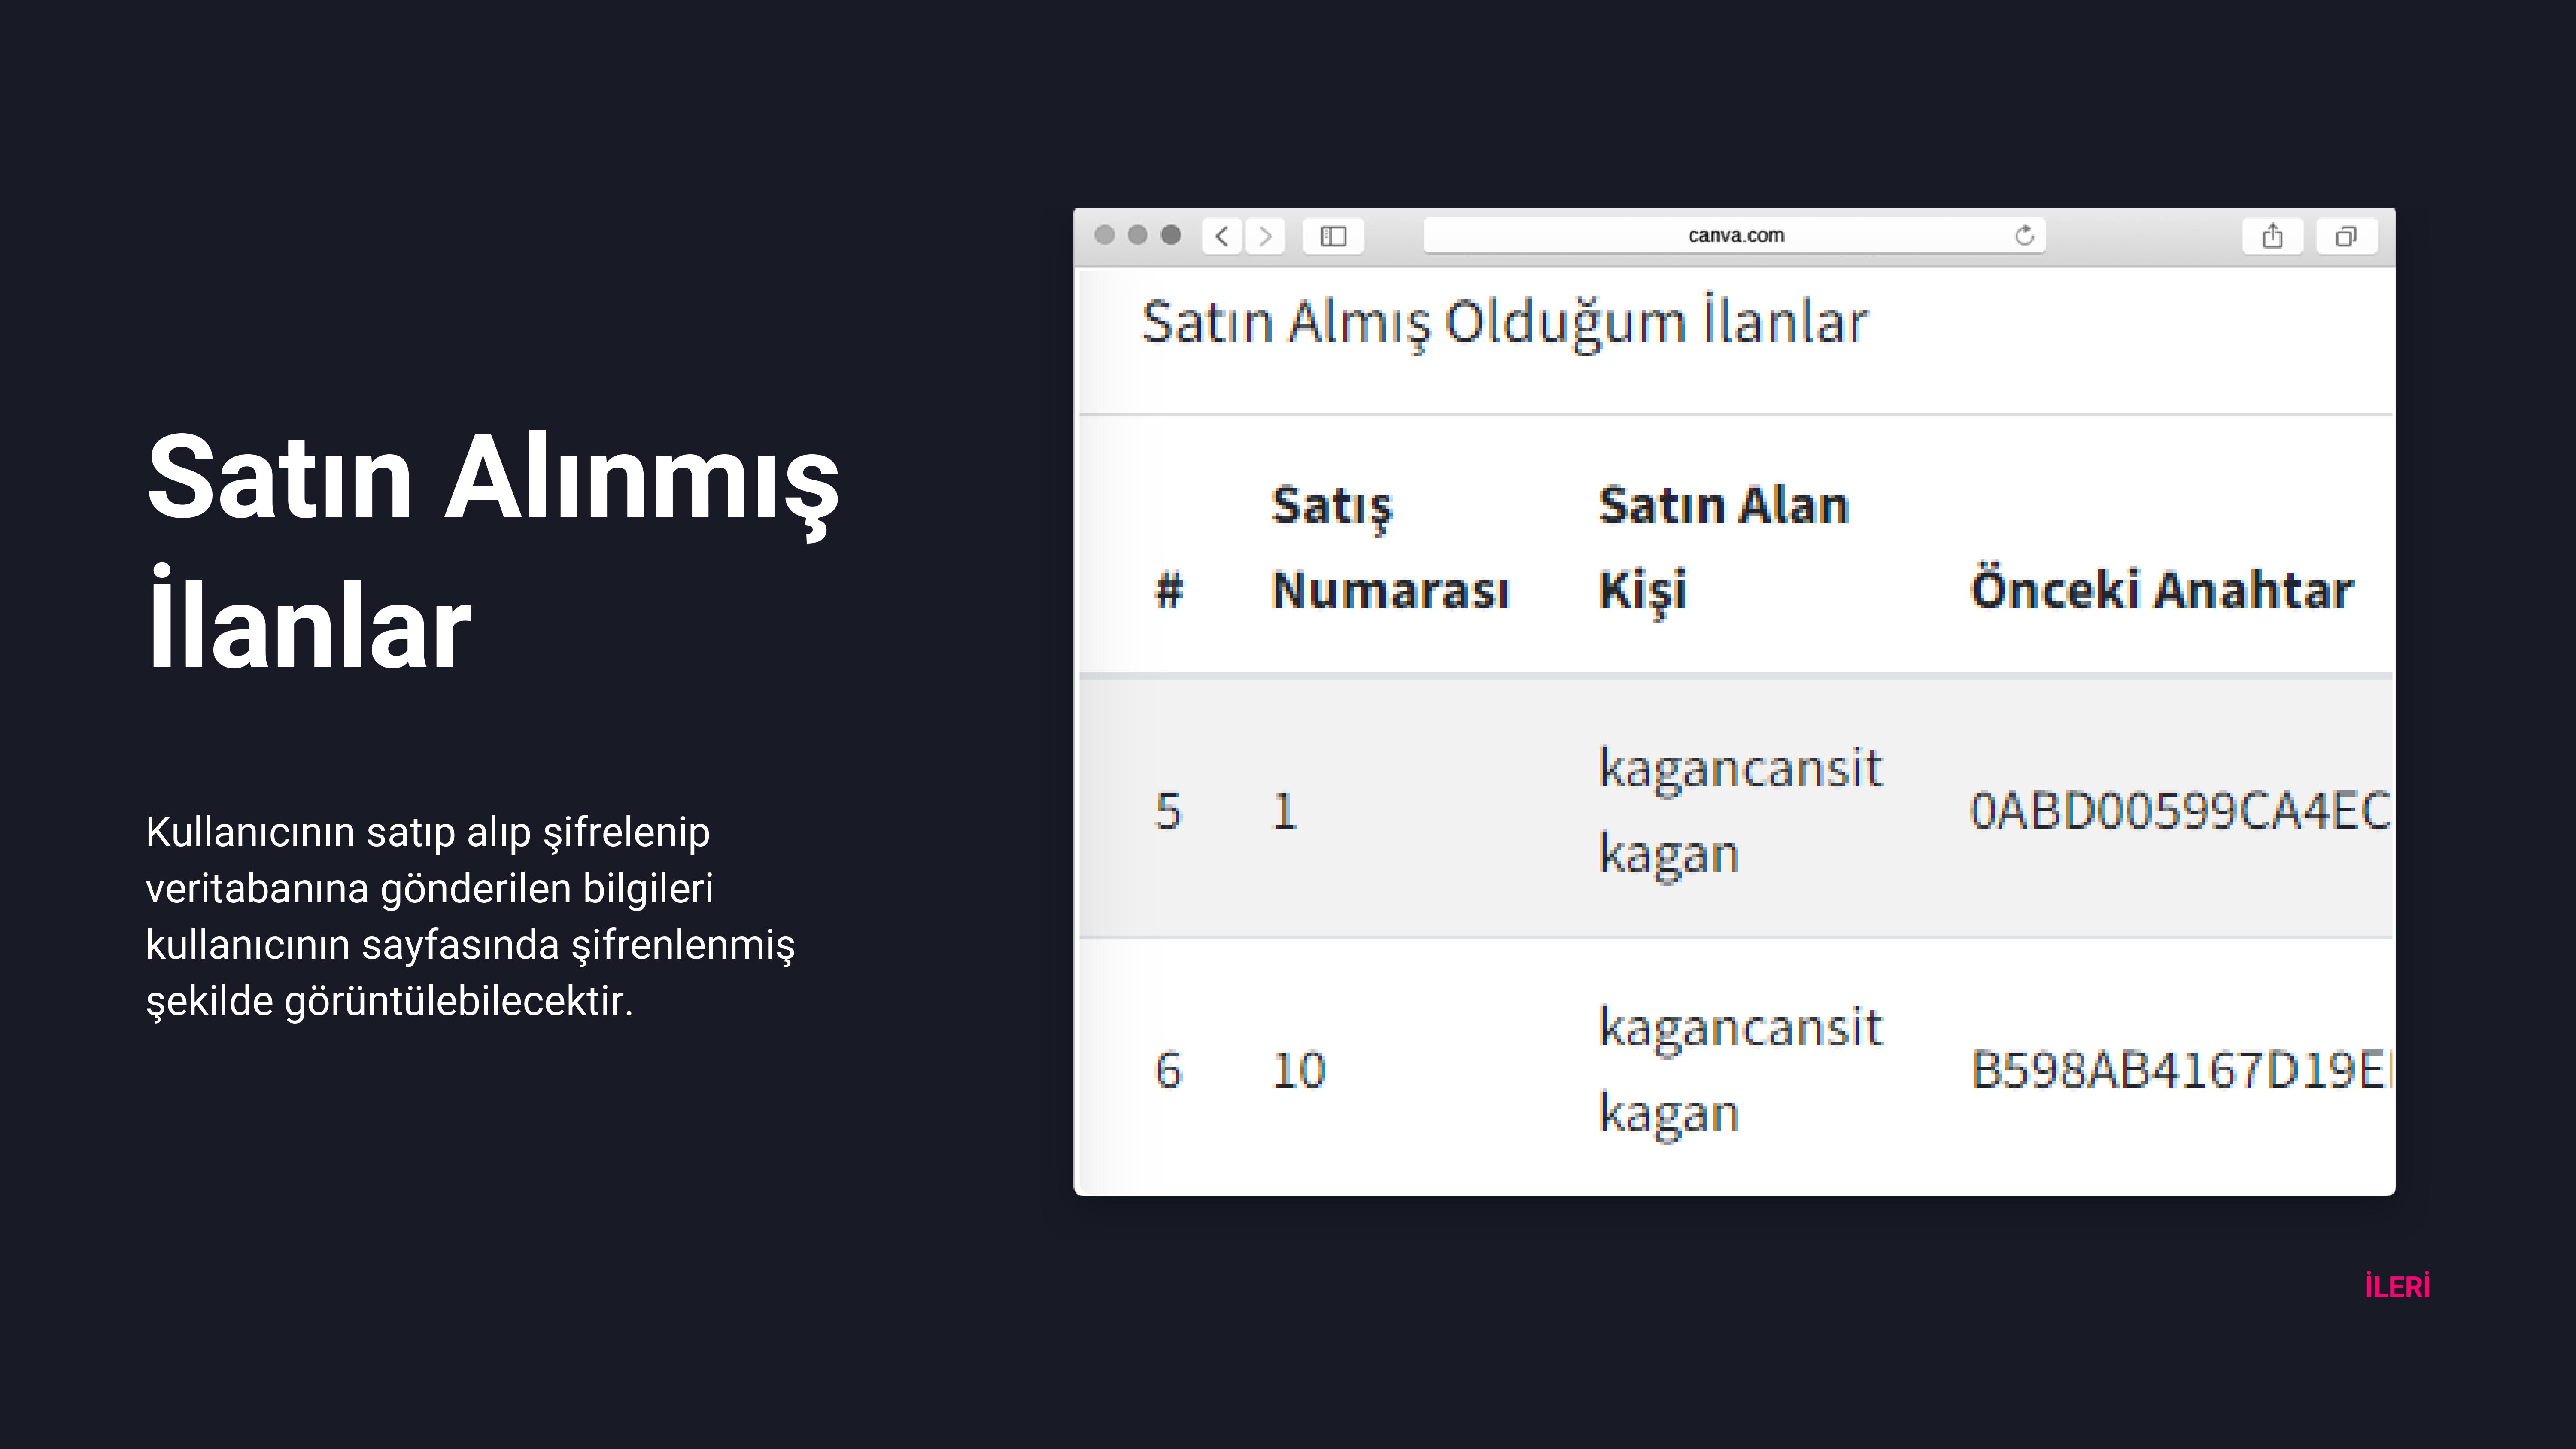 Satın Alınmış
İlanlar
Kullanıcının satıp alıp şifrelenip
veritabanına gönderilen bilgileri
kullanıcının sayfasında şifrenlenmiş
şekilde görüntülebilecektir.
canva.com
Satın Almış Olduğum İlanlar
# Satış Numarası Satın Alan Kişi Önceki Anahtar
5 1 kagancansit kagan 0ABD00599CA4EC
6 10 kagancansit kagan B598AB4167D19E
İLERİ